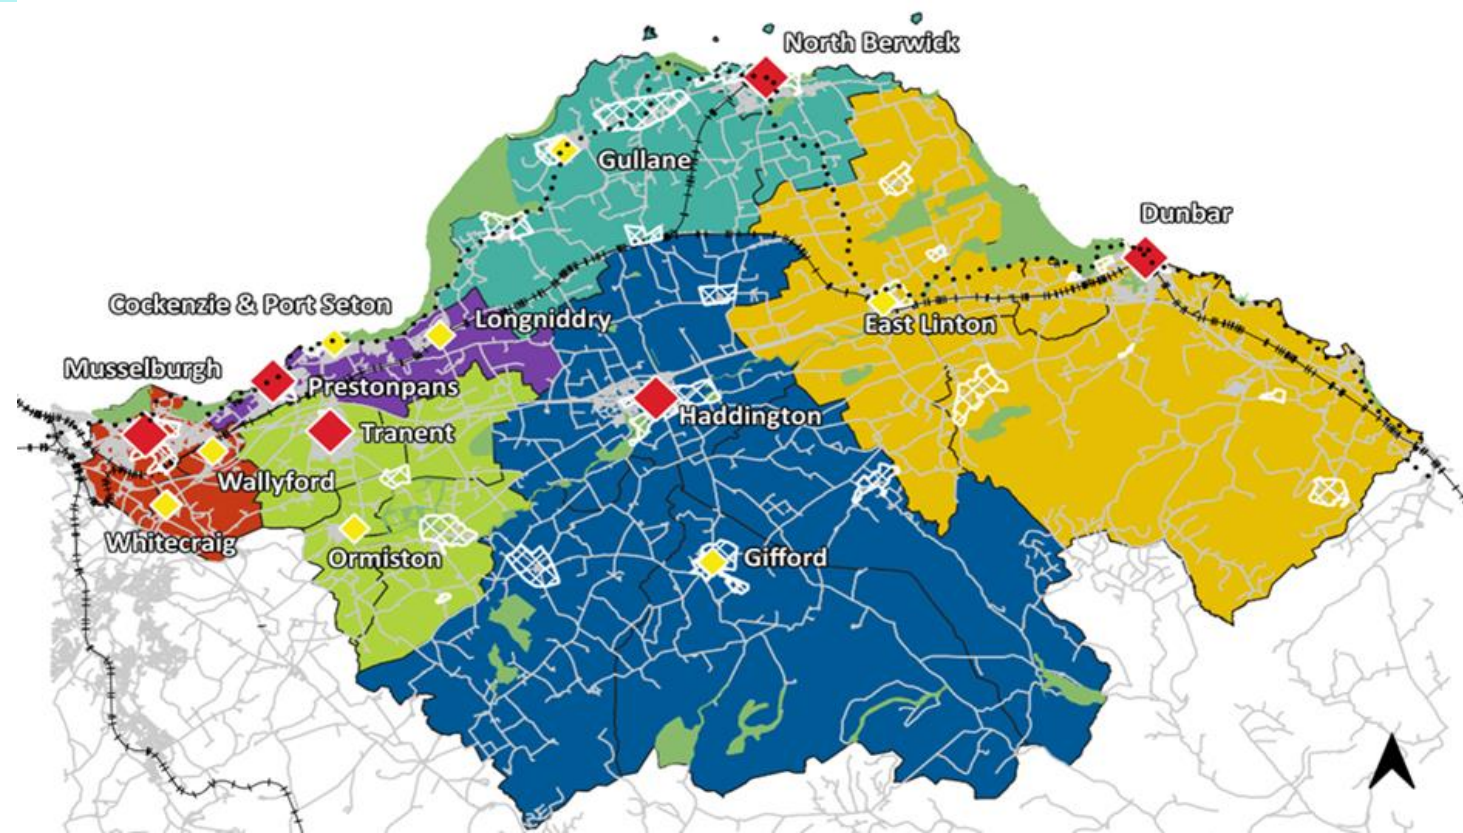 North Berwick
Gullane
Dunbar
Cockenzie & Port Seton
Longniddry
East Linton
Musselburgh
Prestonpans
Haddington
Tranent
Wallyford
Whitecraig
Ormiston
Gifford